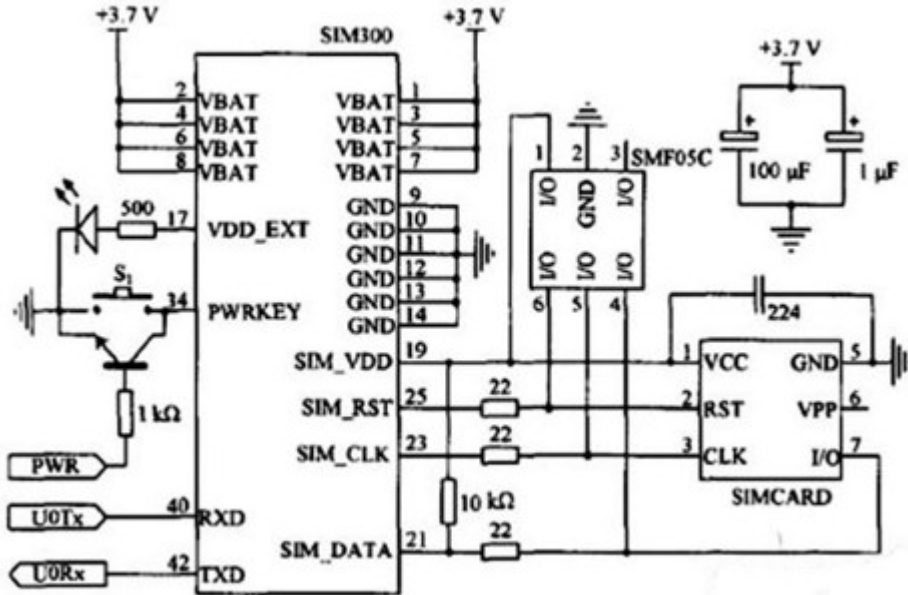 +3.7 V
+3.7 V
SIM300
+3.7 V
2 VBAT VBAT 1
4 VBAT VBAT 3
6 VBAT VBAT 5
8 VBAT VBAT 7
1 2 3 SMF05C
100 μF 1 μF
I/O GND I/O
I/O I/O I/O
6 5 4
500 17 VDD_EXT
GND 9
GND 10
GND 11
GND 12
GND 13
GND 14
S₁ 34 PWRKEY
224
SIM_VDD 19
1 VCC GND 5
SIM_RST 25 22
2 RST VPP 6
SIM_CLK 23 22
3 CLK I/O 7
SIMCARD
1 kΩ
PWR
10 kΩ
U0Tx 40 RXD
SIM_DATA 21 22
U0Rx 42 TXD